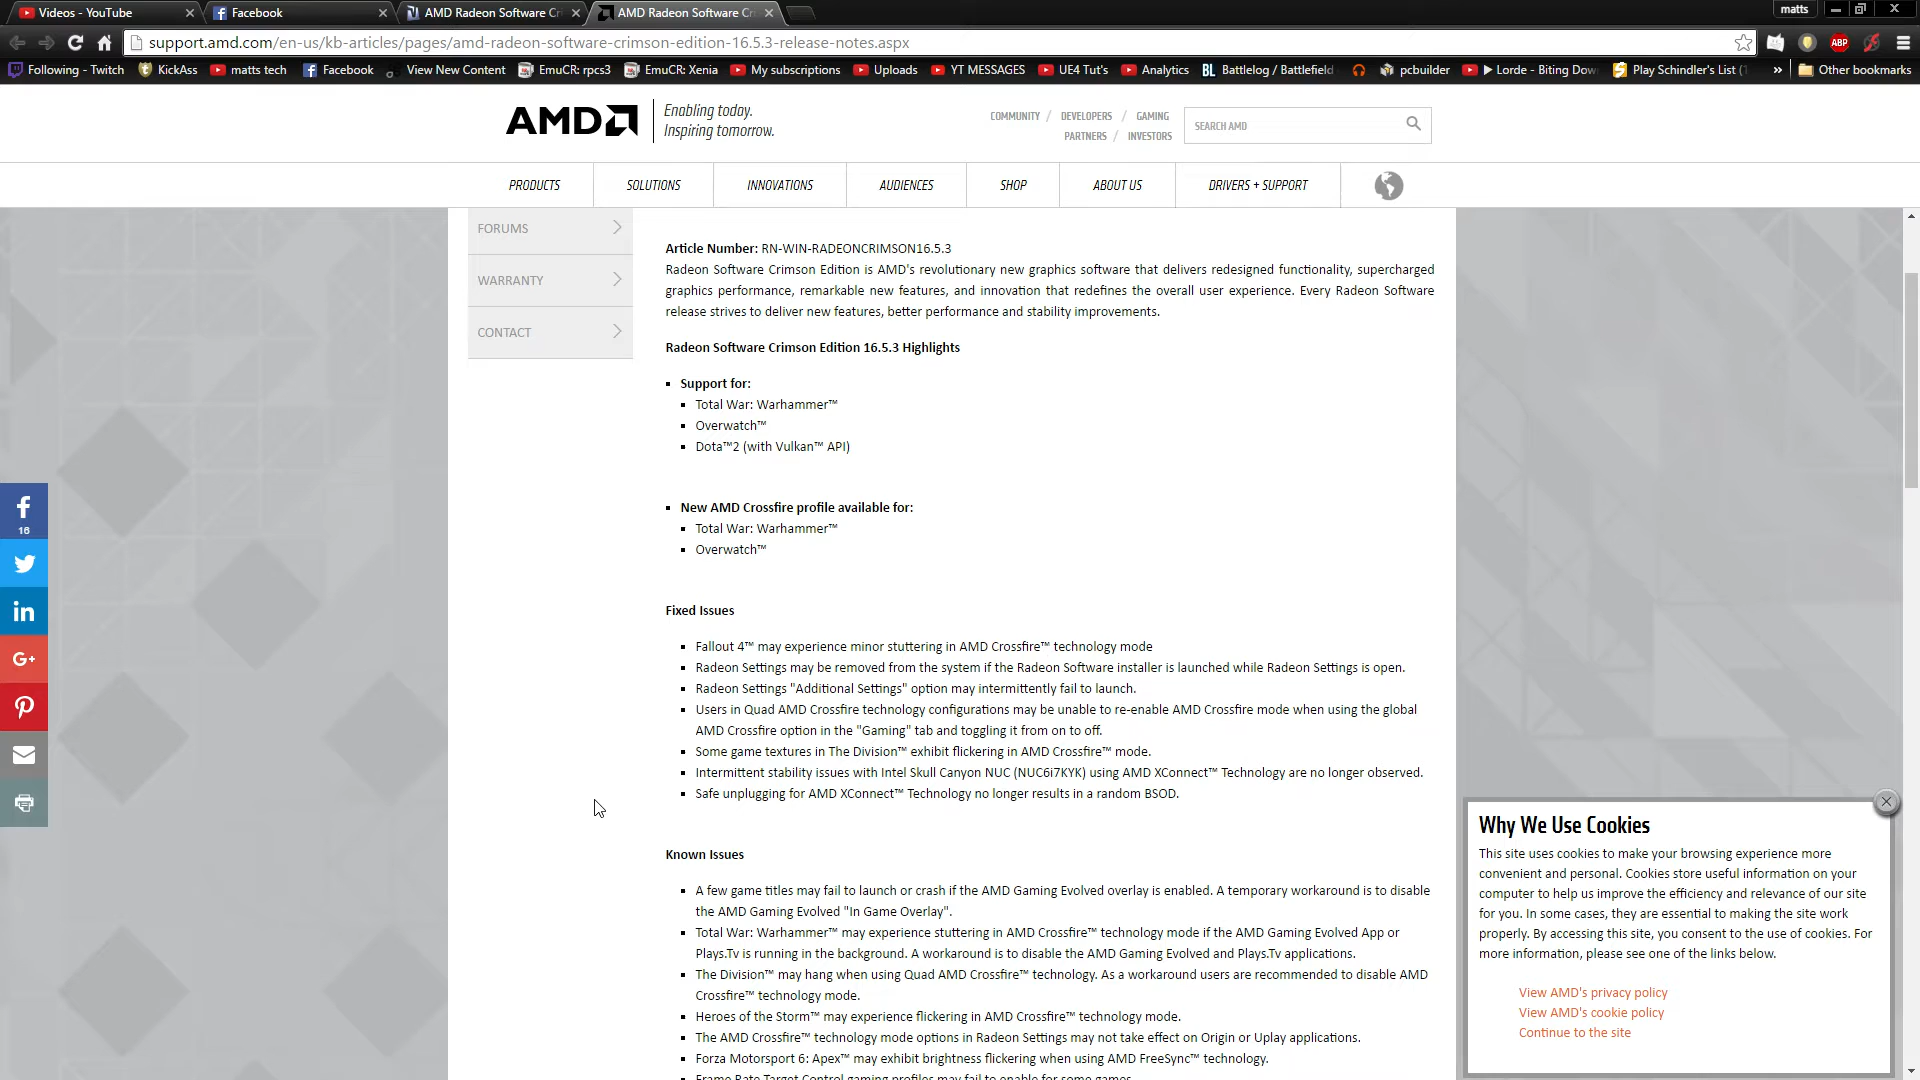 Videos - YouTube
Facebook
AMD Radeon Software Cr
AMD Radeon Software Cr
matts
support.amd.com/en-us/kb-articles/pages/amd-radeon-software-crimson-edition-16.5.3-release-notes.aspx
ABP
Following - Twitch
KickAss
matts tech
Facebook
View New Content
EmuCR: rpcs3
EmuCR: Xenia
My subscriptions
Uploads
YT MESSAGES
UE4 Tut's
Analytics
BL Battlelog / Battlefield
pcbuilder
▶ Lorde - Biting Dow
Play Schindler's List (
»
Other bookmarks
AMD
Enabling today.
Inspiring tomorrow.
COMMUNITY / DEVELOPERS / GAMING
PARTNERS / INVESTORS
SEARCH AMD
PRODUCTS
SOLUTIONS
INNOVATIONS
AUDIENCES
SHOP
ABOUT US
DRIVERS + SUPPORT
FORUMS
WARRANTY
CONTACT
Article Number: RN-WIN-RADEONCRIMSON16.5.3
Radeon Software Crimson Edition is AMD's revolutionary new graphics software that delivers redesigned functionality, supercharged
graphics performance, remarkable new features, and innovation that redefines the overall user experience. Every Radeon Software
release strives to deliver new features, better performance and stability improvements.
Radeon Software Crimson Edition 16.5.3 Highlights
Support for:
Total War: Warhammer™
Overwatch™
Dota™2 (with Vulkan™ API)
New AMD Crossfire profile available for:
Total War: Warhammer™
Overwatch™
Fixed Issues
Fallout 4™ may experience minor stuttering in AMD Crossfire™ technology mode
Radeon Settings may be removed from the system if the Radeon Software installer is launched while Radeon Settings is open.
Radeon Settings "Additional Settings" option may intermittently fail to launch.
Users in Quad AMD Crossfire technology configurations may be unable to re-enable AMD Crossfire mode when using the global
AMD Crossfire option in the "Gaming" tab and toggling it from on to off.
Some game textures in The Division™ exhibit flickering in AMD Crossfire™ mode.
Intermittent stability issues with Intel Skull Canyon NUC (NUC6i7KYK) using AMD XConnect™ Technology are no longer observed.
Safe unplugging for AMD XConnect™ Technology no longer results in a random BSOD.
Known Issues
A few game titles may fail to launch or crash if the AMD Gaming Evolved overlay is enabled. A temporary workaround is to disable
the AMD Gaming Evolved "In Game Overlay".
Total War: Warhammer™ may experience stuttering in AMD Crossfire™ technology mode if the AMD Gaming Evolved App or
Plays.Tv is running in the background. A workaround is to disable the AMD Gaming Evolved and Plays.Tv applications.
The Division™ may hang when using Quad AMD Crossfire™ technology. As a workaround users are recommended to disable AMD
Crossfire™ technology mode.
Heroes of the Storm™ may experience flickering in AMD Crossfire™ technology mode.
The AMD Crossfire™ technology mode options in Radeon Settings may not take effect on Origin or Uplay applications.
Forza Motorsport 6: Apex™ may exhibit brightness flickering when using AMD FreeSync™ technology.
Frame Rate Target Control gaming profiles may fail to enable for some games.
f
16
in
G+
Why We Use Cookies
This site uses cookies to make your browsing experience more
convenient and personal. Cookies store useful information on your
computer to help us improve the efficiency and relevance of our site
for you. In some cases, they are essential to making the site work
properly. By accessing this site, you consent to the use of cookies. For
more information, please see one of the links below.
View AMD's privacy policy
View AMD's cookie policy
Continue to the site